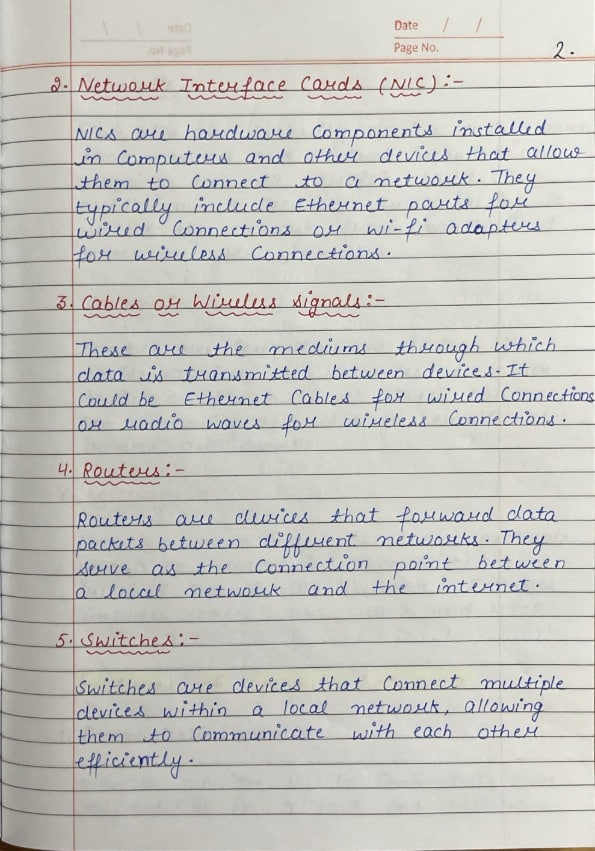 Date / /
Page No.
2.
2. Network Interface Cards (NIC):-
NICs are hardware Components installed
in Computers and other devices that allow
them to Connect to a network. They
typically include Ethernet parts for
wired Connections or wi-fi adapters
for wireless Connections.
3. Cables or Wireless signals:-
These are the mediums through which
data is transmitted between devices. It
Could be Ethernet Cables for wired Connections
or radio waves for wireless Connections.
4. Routers:-
Routers are devices that forward data
packets between different networks. They
serve as the Connection point between
a local network and the internet.
5. Switches:-
Switches are devices that Connect multiple
devices within a local network, allowing
them to Communicate with each other
efficiently.